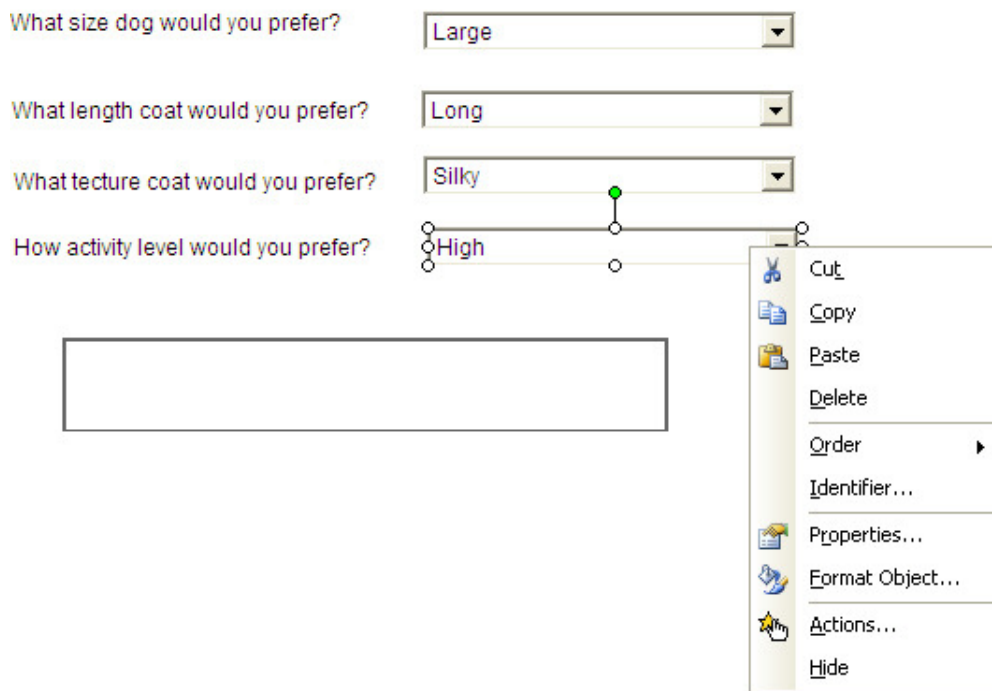 What size dog would you prefer?
Large
What length coat would you prefer?
Long
What tecture coat would you prefer?
Silky
How activity level would you prefer?
High
Cut
Copy
Paste
Delete
Order
Identifier...
Properties...
Format Object...
Actions...
Hide